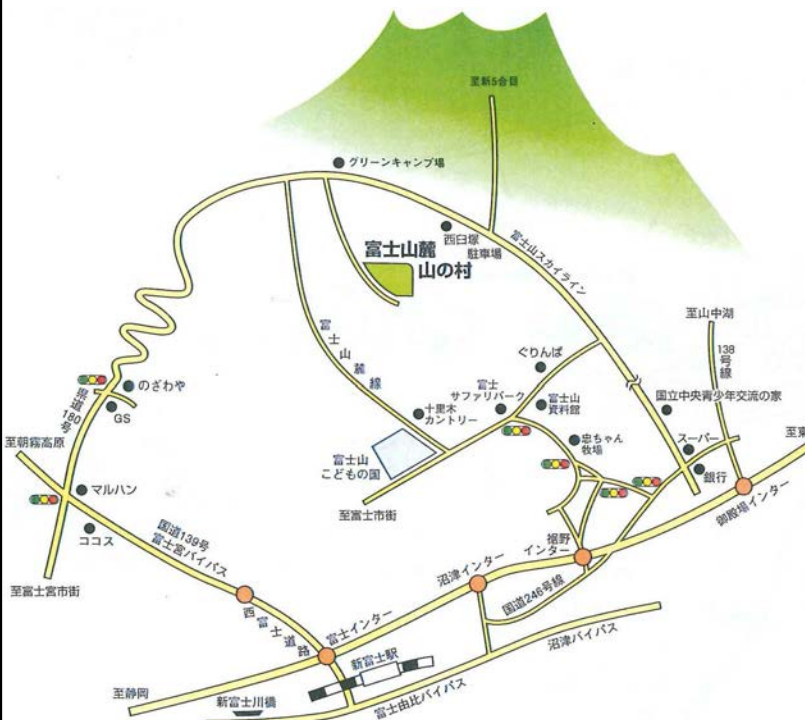 至新5合目
グリーンキャンプ場
西臼塚
駐車場
富士山麓
山の村
富士山スカイライン
至山中湖
138号線
富士山麓線
ぐりんぱ
国立中央青少年交流の家
のざわや
GS
県道180号
富士
サファリパーク
富士山
資料館
十里木
カントリー
忠ちゃん
牧場
スーパー
銀行
至東
至朝霧高原
富士山
こどもの国
マルハン
ココス
至富士市街
御殿場インター
国道139号
富士宮バイパス
裾野
インター
至富士宮市街
沼津インター
国道246号線
西富士道路
富士インター
沼津バイパス
新富士駅
至静岡
新富士川橋
富士由比バイパス